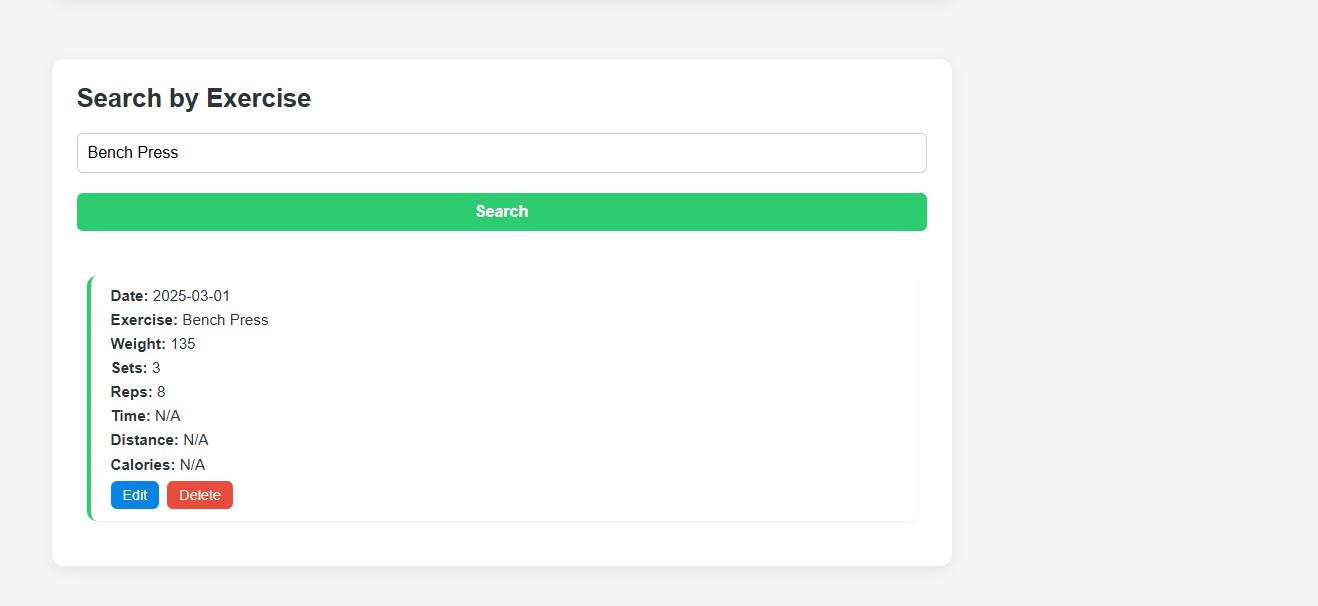 Search by Exercise
Bench Press
Search
Date: 2025-03-01
Exercise: Bench Press
Weight: 135
Sets: 3
Reps: 8
Time: N/A
Distance: N/A
Calories: N/A
Edit Delete